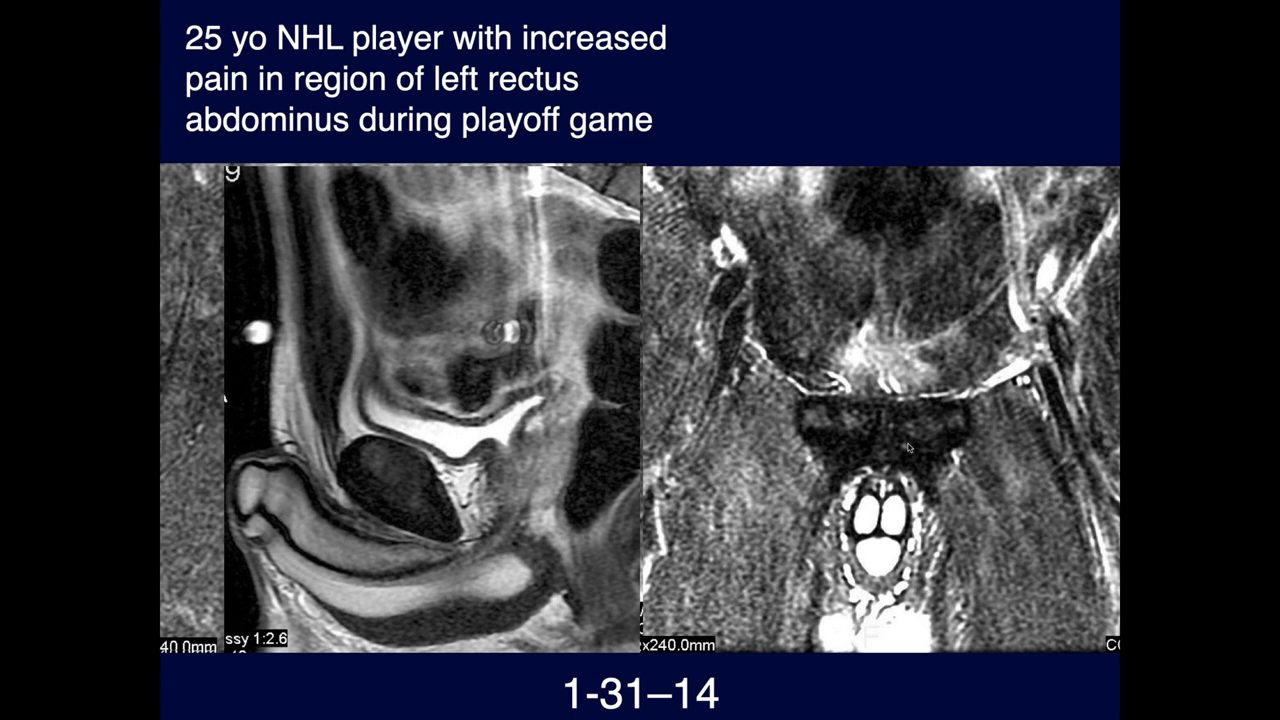 25 yo NHL player with increased
pain in region of left rectus
abdominus during playoff game
9
40.0mm
ssy 1:2.6
x240.0mm
1-31–14